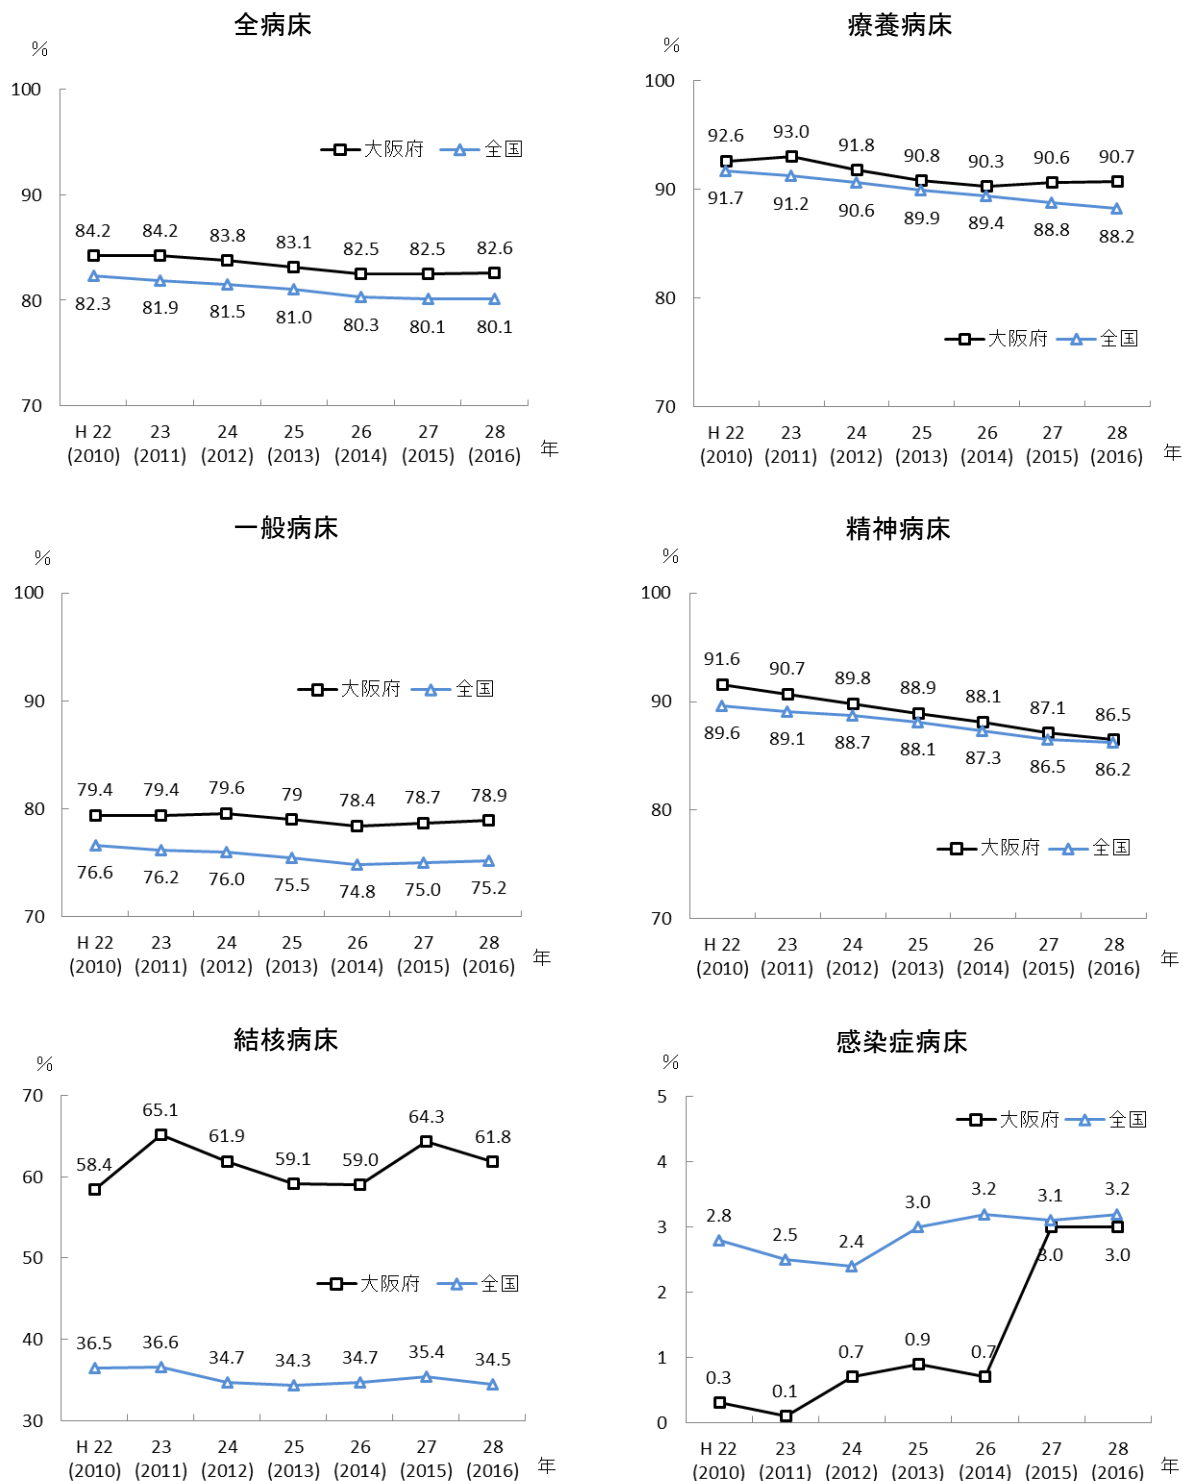 全病床
%
100
90
80
70
大阪府 全国
84.2 84.2 83.8 83.1 82.5 82.5 82.6
82.3 81.9 81.5 81.0 80.3 80.1 80.1
H 22 23 24 25 26 27 28
(2010) (2011) (2012) (2013) (2014) (2015) (2016) 年
療養病床
%
100
90
80
70
92.6 93.0 91.8 90.8 90.3 90.6 90.7
91.7 91.2 90.6 89.9 89.4 88.8 88.2
大阪府 全国
H 22 23 24 25 26 27 28
(2010) (2011) (2012) (2013) (2014) (2015) (2016) 年
一般病床
%
100
90
80
70
大阪府 全国
79.4 79.4 79.6 79 78.4 78.7 78.9
76.6 76.2 76.0 75.5 74.8 75.0 75.2
H 22 23 24 25 26 27 28
(2010) (2011) (2012) (2013) (2014) (2015) (2016) 年
精神病床
%
100
90
80
70
91.6 90.7 89.8 88.9 88.1 87.1 86.5
89.6 89.1 88.7 88.1 87.3 86.5 86.2
大阪府 全国
H 22 23 24 25 26 27 28
(2010) (2011) (2012) (2013) (2014) (2015) (2016) 年
結核病床
%
70
60
50
40
30
58.4 65.1 61.9 59.1 59.0 64.3 61.8
大阪府 全国
36.5 36.6 34.7 34.3 34.7 35.4 34.5
H 22 23 24 25 26 27 28
(2010) (2011) (2012) (2013) (2014) (2015) (2016) 年
感染症病床
%
5
4
3
2
1
0
大阪府 全国
2.8 2.5 2.4 3.0 3.2 3.1 3.2
0.3 0.1 0.7 0.9 0.7 3.0 3.0
H 22 23 24 25 26 27 28
(2010) (2011) (2012) (2013) (2014) (2015) (2016) 年